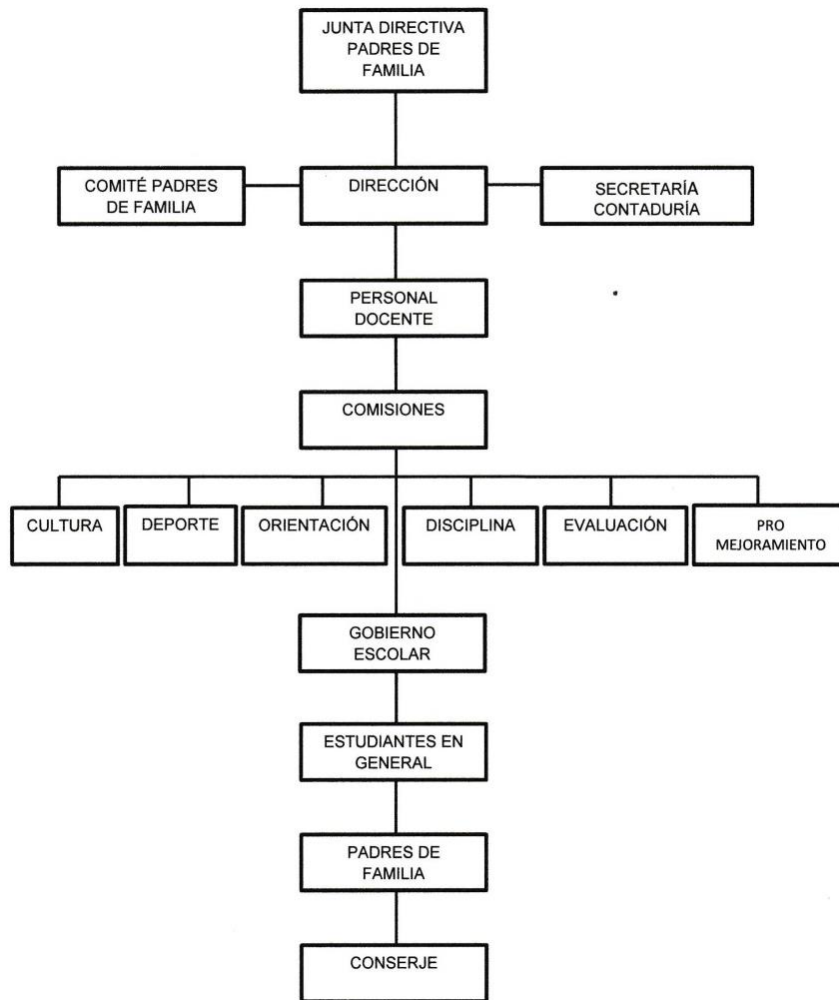 JUNTA DIRECTIVA
PADRES DE
FAMILIA
COMITÉ PADRES
DE FAMILIA
DIRECCIÓN
SECRETARÍA
CONTADURÍA
PERSONAL
DOCENTE
COMISIONES
CULTURA
DEPORTE
ORIENTACIÓN
DISCIPLINA
EVALUACIÓN
PRO
MEJORAMIENTO
GOBIERNO
ESCOLAR
ESTUDIANTES EN
GENERAL
PADRES DE
FAMILIA
CONSERJE